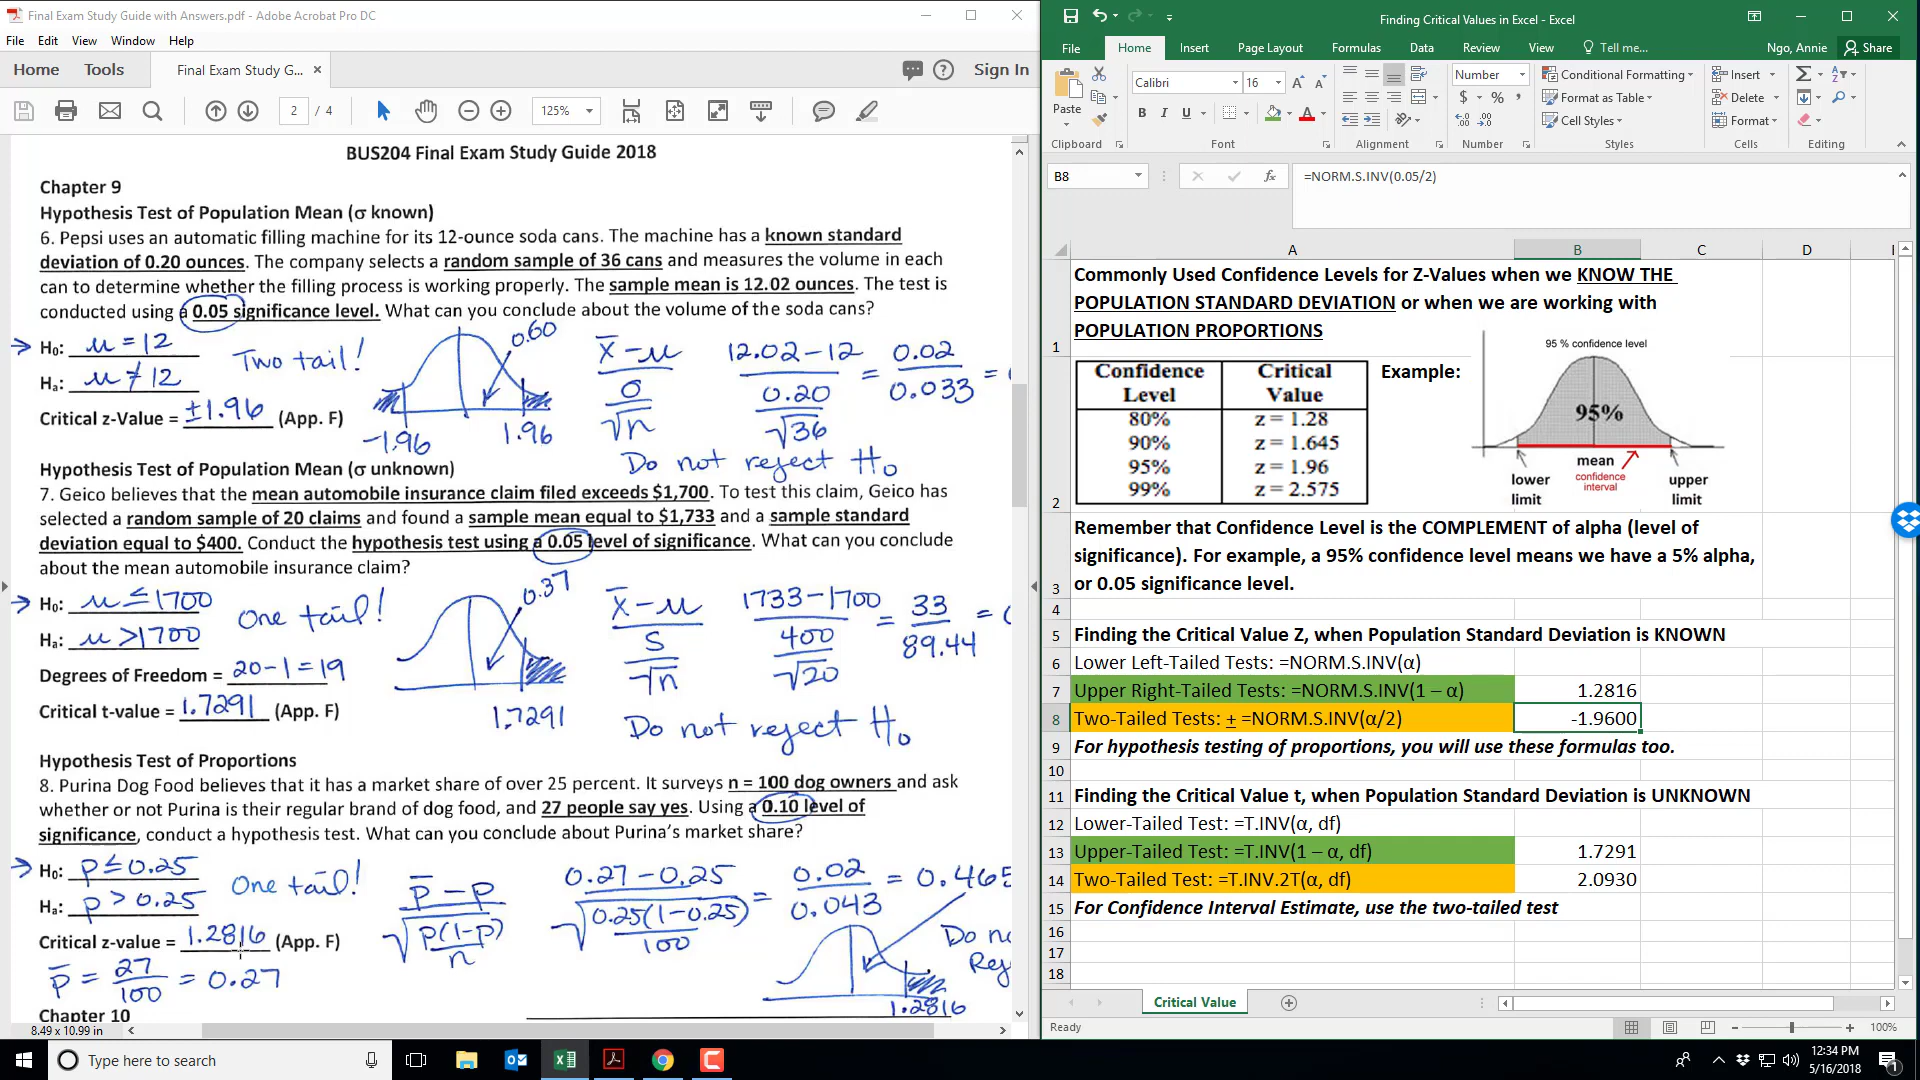 Final Exam Study Guide with Answers.pdf - Adobe Acrobat Pro DC
File Edit View Window Help
Home Tools Final Exam Study G... × Sign In
2 / 4 125%
BUS204 Final Exam Study Guide 2018
Chapter 9
Hypothesis Test of Population Mean (σ known)
6. Pepsi uses an automatic filling machine for its 12-ounce soda cans. The machine has a known standard
deviation of 0.20 ounces. The company selects a random sample of 36 cans and measures the volume in each
can to determine whether the filling process is working properly. The sample mean is 12.02 ounces. The test is
conducted using a 0.05 significance level. What can you conclude about the volume of the soda cans?
H₀: μ = 12
Two tail!
Hₐ: μ ≠ 12
Critical z-Value = ±1.96 (App. F)
-1.96 1.96
0.60
x̄ - μ
σ
√n
12.02 - 12
0.20
√36
= 0.02
0.033 =
Do not reject H₀
Hypothesis Test of Population Mean (σ unknown)
7. Geico believes that the mean automobile insurance claim filed exceeds $1,700. To test this claim, Geico has
selected a random sample of 20 claims and found a sample mean equal to $1,733 and a sample standard
deviation equal to $400. Conduct the hypothesis test using a 0.05 level of significance. What can you conclude
about the mean automobile insurance claim?
H₀: μ ≤ 1700
One tail!
Hₐ: μ > 1700
Degrees of Freedom = 20 - 1 = 19
Critical t-value = 1.7291 (App. F)
0.37
1.7291
x̄ - μ
S
√n
1733 - 1700
400
√20
= 33
89.44 =
Do not reject H₀
Hypothesis Test of Proportions
8. Purina Dog Food believes that it has a market share of over 25 percent. It surveys n = 100 dog owners and ask
whether or not Purina is their regular brand of dog food, and 27 people say yes. Using a 0.10 level of
significance, conduct a hypothesis test. What can you conclude about Purina's market share?
H₀: p ≤ 0.25
One tail!
Hₐ: p > 0.25
Critical z-value = 1.2816 (App. F)
p̄ = 27
100 = 0.27
p̄ - p
√p(1-p)
n
0.27 - 0.25
√0.25(1-0.25)
100
= 0.02
0.043 = 0.465
1.2816
Chapter 10
8.49 x 10.99 in
Finding Critical Values in Excel - Excel
File Home Insert Page Layout Formulas Data Review View Tell me... Ngo, Annie Share
Paste Calibri 16 Number Conditional Formatting Insert
B I U $ % Format as Table Delete
Cell Styles Format
Clipboard Font Alignment Number Styles Cells Editing
B8 fx =NORM.S.INV(0.05/2)
A B C D
1 Commonly Used Confidence Levels for Z-Values when we KNOW THE
POPULATION STANDARD DEVIATION or when we are working with
POPULATION PROPORTIONS
2 Confidence Level Critical Value
80% z = 1.28
90% z = 1.645
95% z = 1.96
99% z = 2.575
Example:
95 % confidence level
95%
mean
confidence
interval
lower
limit
upper
limit
3 Remember that Confidence Level is the COMPLEMENT of alpha (level of
significance). For example, a 95% confidence level means we have a 5% alpha,
or 0.05 significance level.
4
5 Finding the Critical Value Z, when Population Standard Deviation is KNOWN
6 Lower Left-Tailed Tests: =NORM.S.INV(α)
7 Upper Right-Tailed Tests: =NORM.S.INV(1 – α) 1.2816
8 Two-Tailed Tests: ± =NORM.S.INV(α/2) -1.9600
9 For hypothesis testing of proportions, you will use these formulas too.
10
11 Finding the Critical Value t, when Population Standard Deviation is UNKNOWN
12 Lower-Tailed Test: =T.INV(α, df)
13 Upper-Tailed Test: =T.INV(1 – α, df) 1.7291
14 Two-Tailed Test: =T.INV.2T(α, df) 2.0930
15 For Confidence Interval Estimate, use the two-tailed test
16
17
18
Critical Value
Ready 100%
Type here to search
12:34 PM
5/16/2018